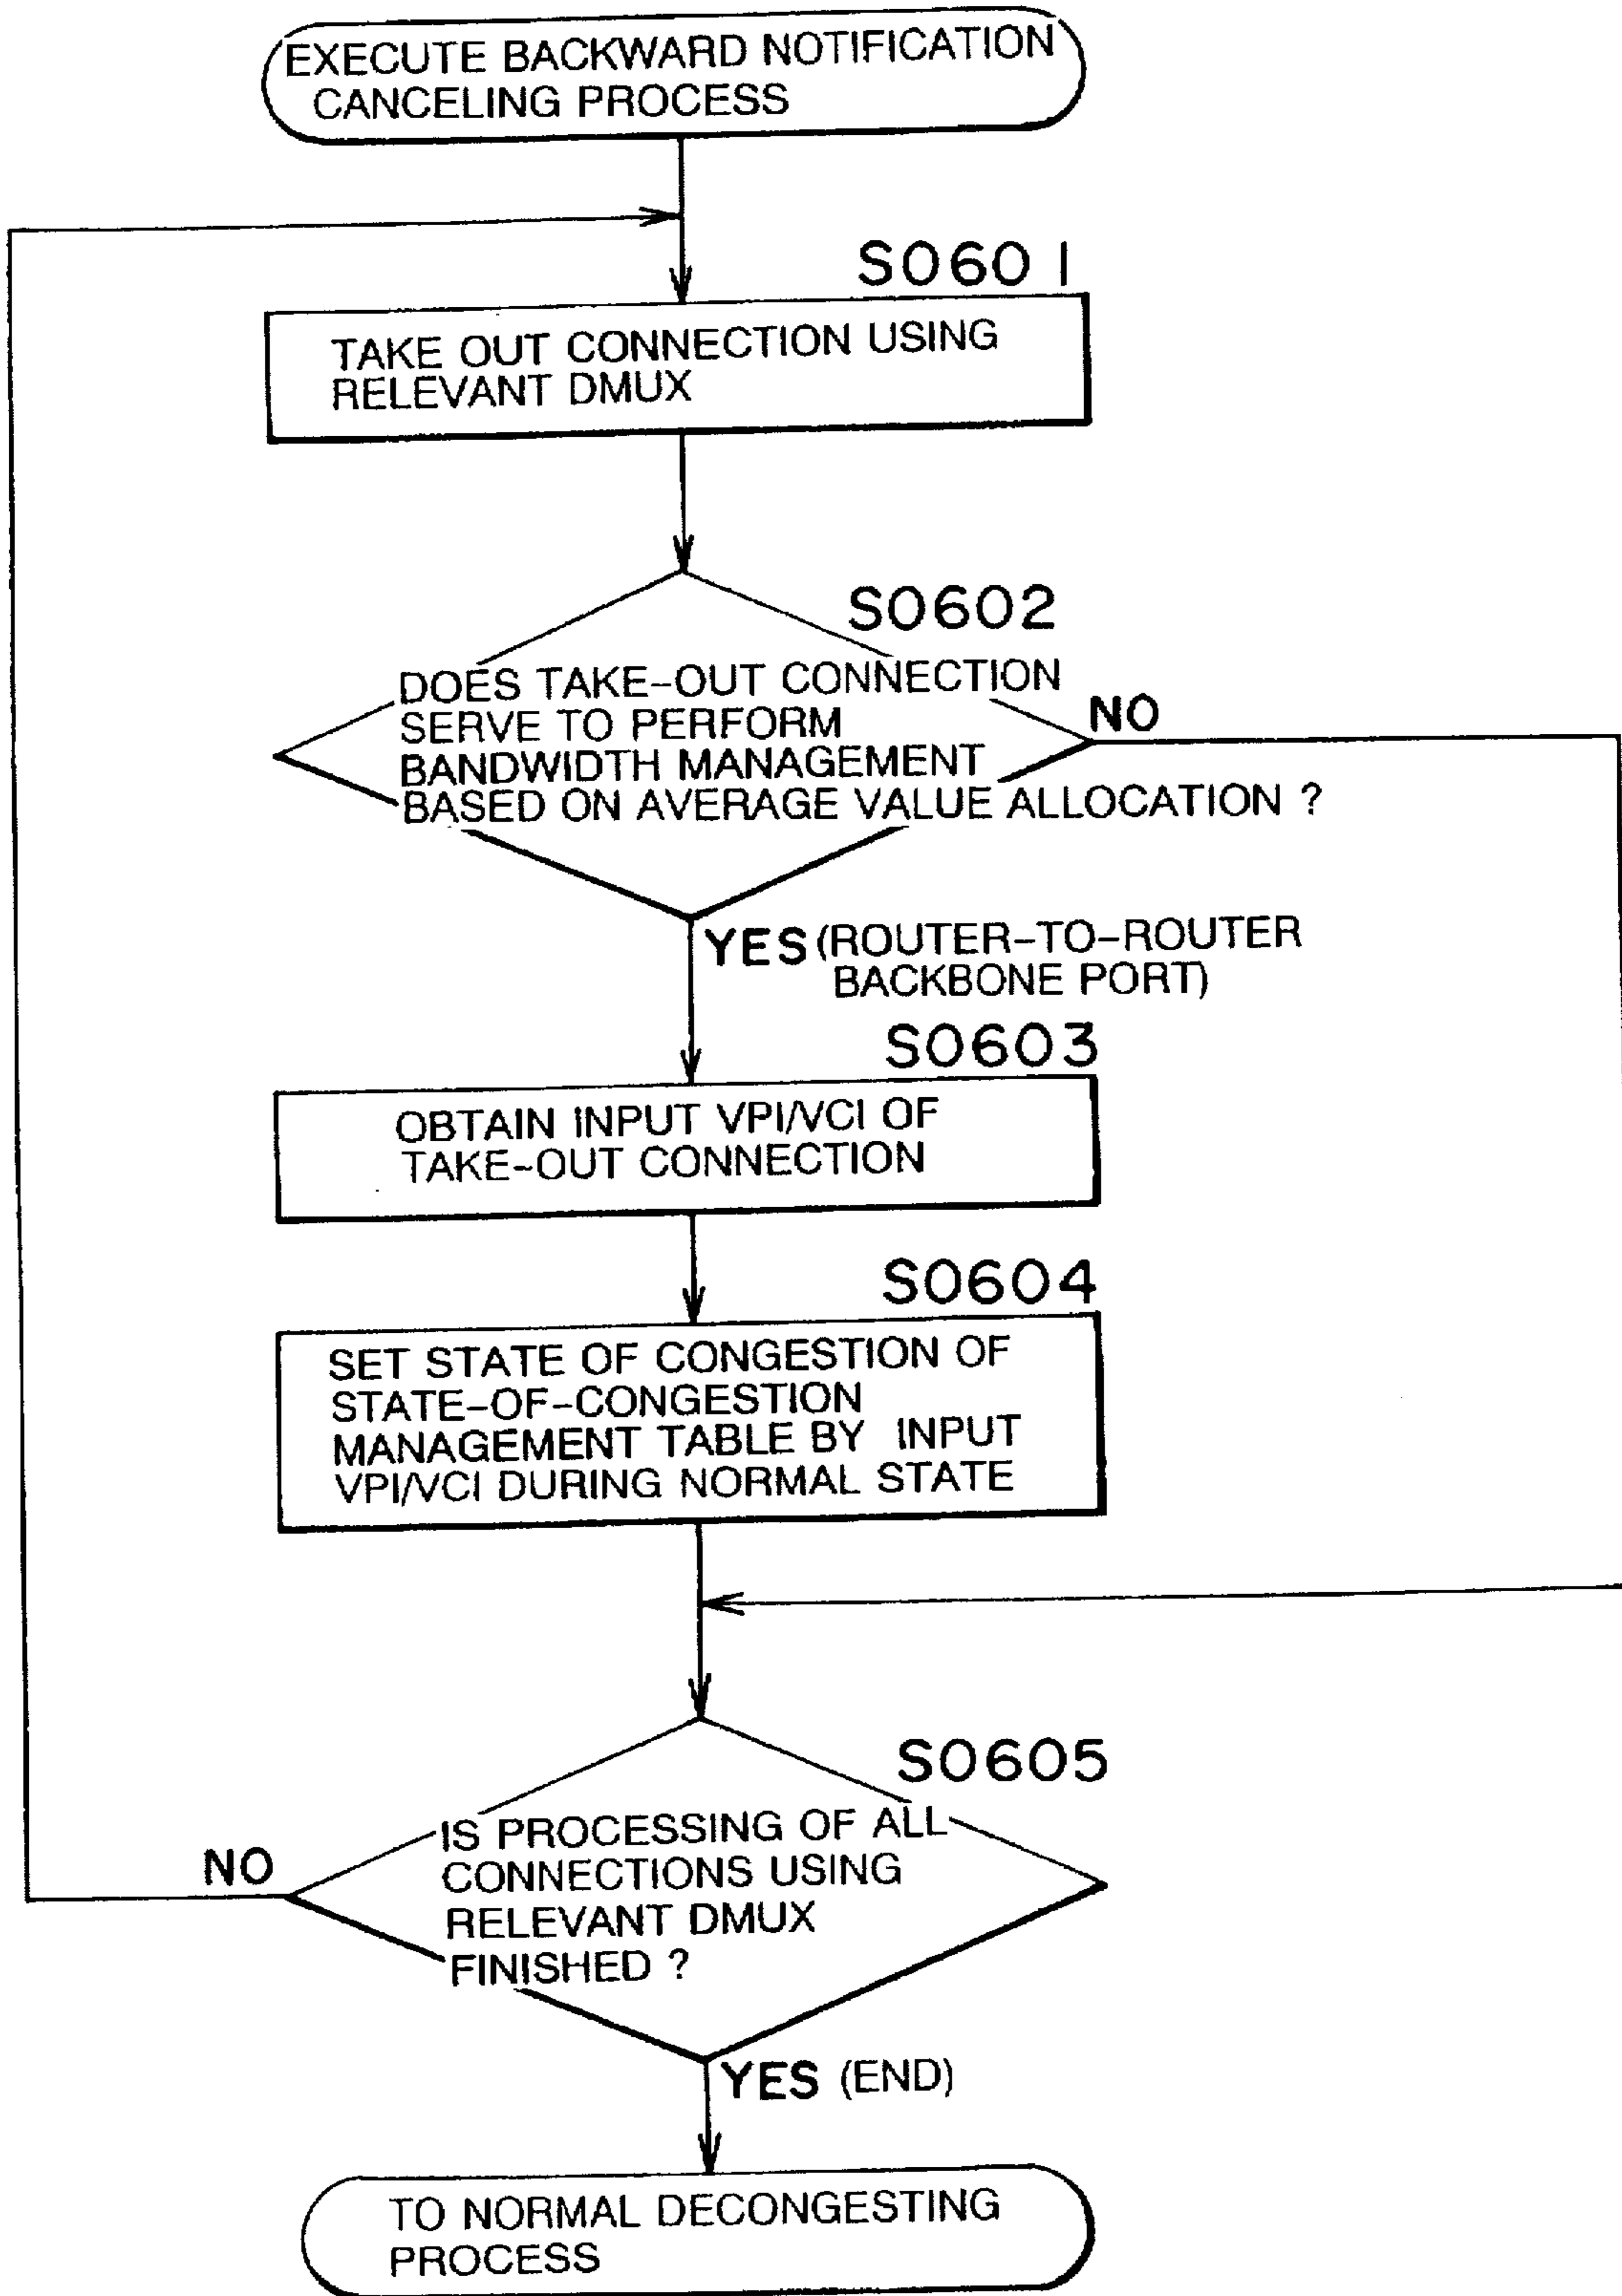 EXECUTE BACKWARD NOTIFICATION
CANCELING PROCESS
S0601
TAKE OUT CONNECTION USING
RELEVANT DMUX
S0602
DOES TAKE-OUT CONNECTION
SERVE TO PERFORM
BANDWIDTH MANAGEMENT
BASED ON AVERAGE VALUE ALLOCATION ?
NO
YES (ROUTER-TO-ROUTER
BACKBONE PORT)
S0603
OBTAIN INPUT VPI/VCI OF
TAKE-OUT CONNECTION
S0604
SET STATE OF CONGESTION OF
STATE-OF-CONGESTION
MANAGEMENT TABLE BY INPUT
VPI/VCI DURING NORMAL STATE
S0605
IS PROCESSING OF ALL
CONNECTIONS USING
RELEVANT DMUX
FINISHED ?
NO
YES (END)
TO NORMAL DECONGESTING
PROCESS